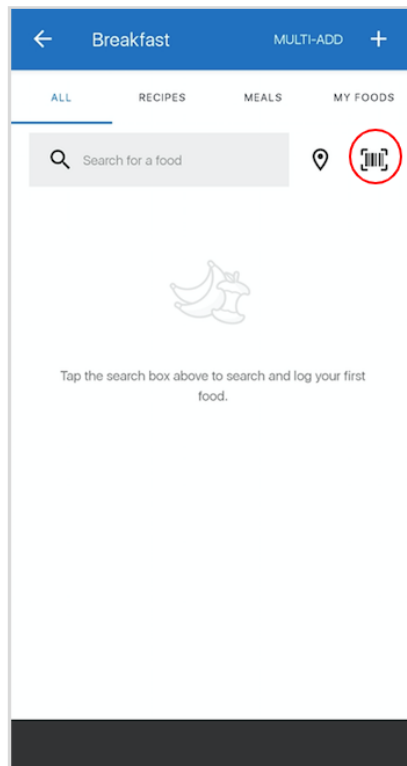 Breakfast MULTI-ADD
ALL RECIPES MEALS MY FOODS
Search for a food
Tap the search box above to search and log your first
food.